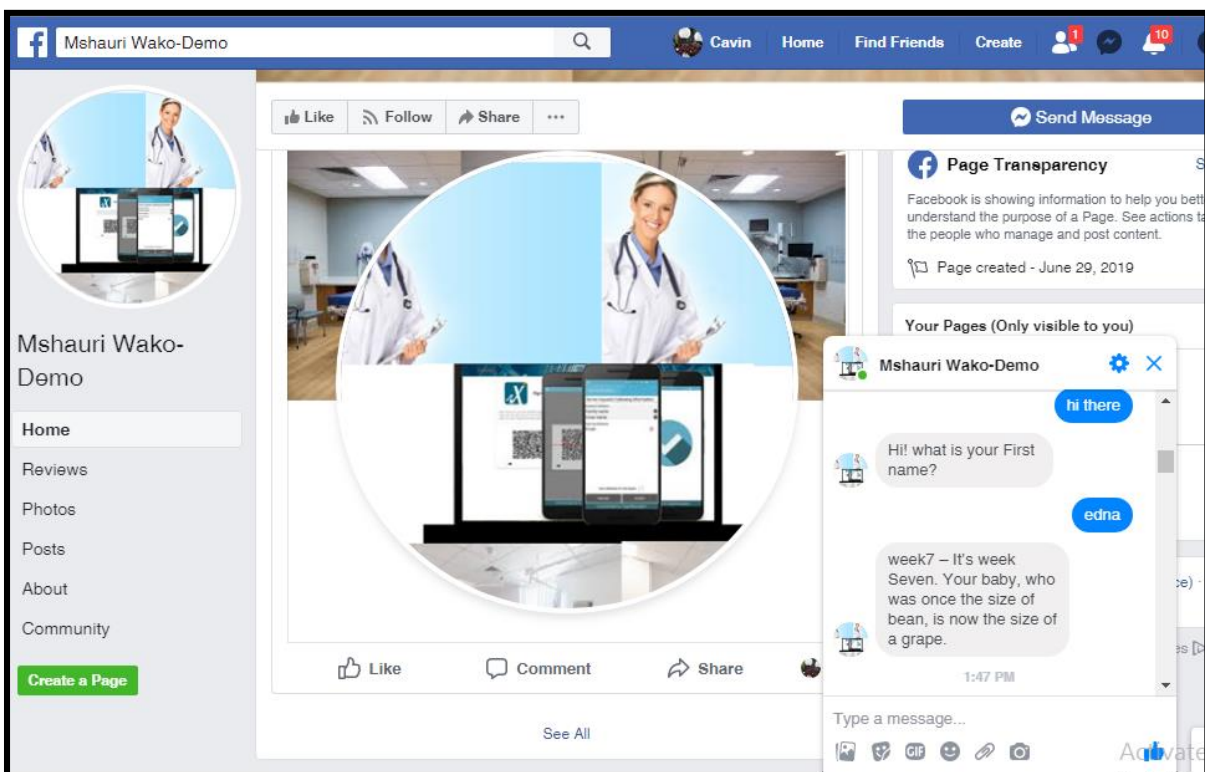 Mshauri Wako-Demo
Cavin
Home
Find Friends
Create
1
10
Like
Follow
Share
...
Send Message
Mshauri Wako-
Demo
Home
Reviews
Photos
Posts
About
Community
Create a Page
Like
Comment
Share
See All
Page Transparency
Facebook is showing information to help you
understand the purpose of a Page. See actions
the people who manage and post content.
Page created - June 29, 2019
Your Pages (Only visible to you)
Mshauri Wako-Demo
hi there
Hi! what is your First
name?
edna
week7 – It's week
Seven. Your baby, who
was once the size of
bean, is now the size of
a grape.
1:47 PM
Type a message...
GIF